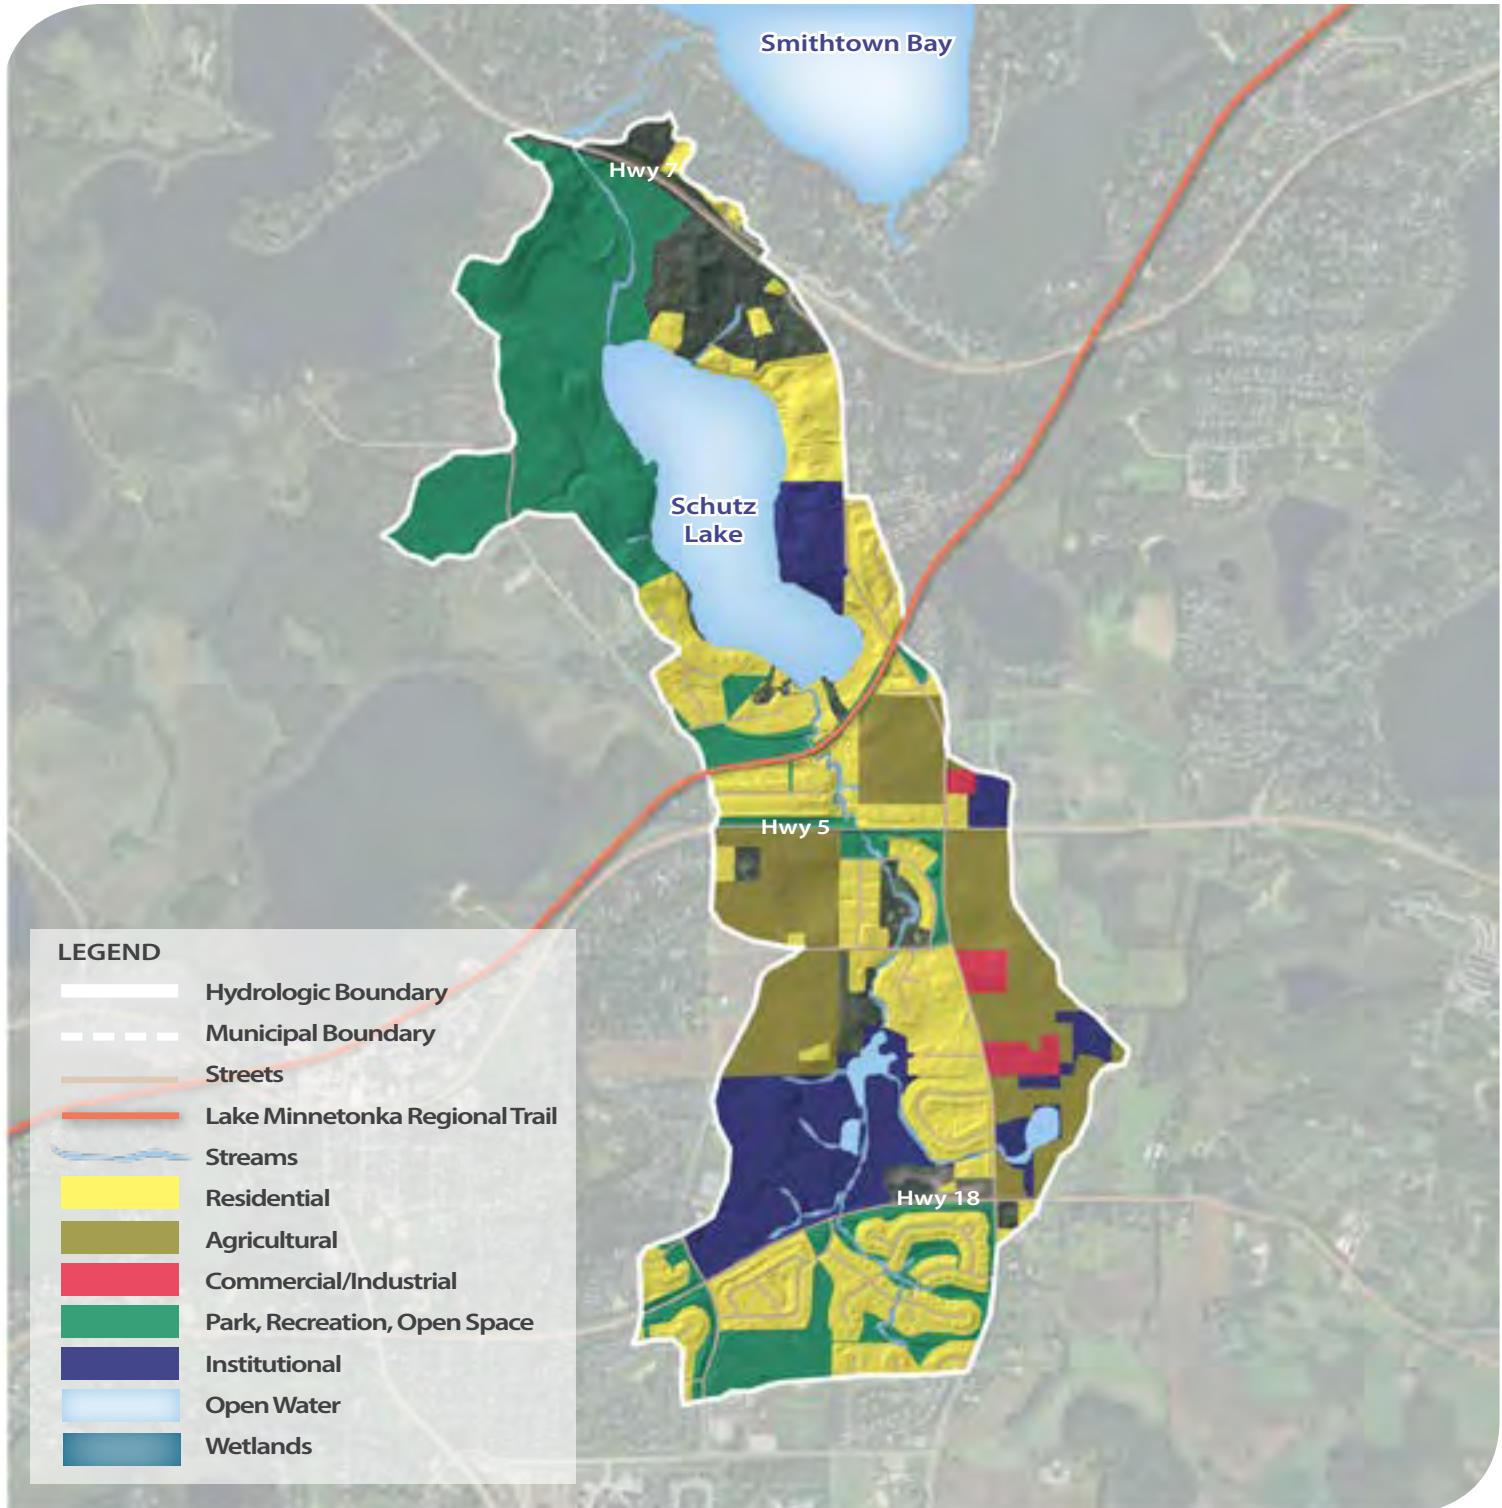 Smithtown Bay
Hwy 7
Schutz
Lake
Hwy 5
Hwy 18
LEGEND
Hydrologic Boundary
Municipal Boundary
Streets
Lake Minnetonka Regional Trail
Streams
Residential
Agricultural
Commercial/Industrial
Park, Recreation, Open Space
Institutional
Open Water
Wetlands